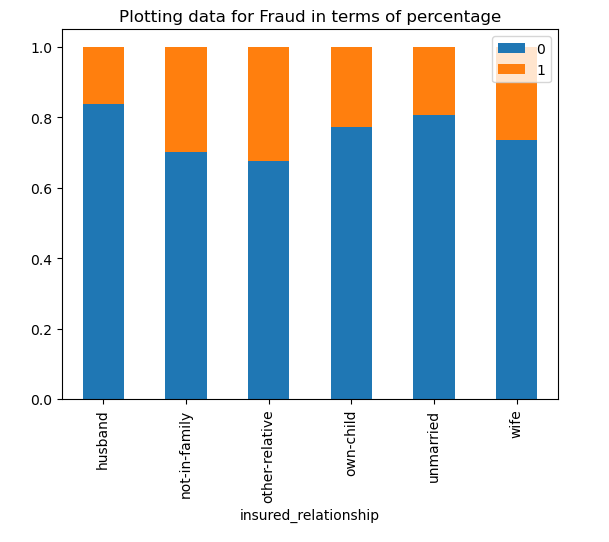 Plotting data for Fraud in terms of percentage
1.0
0.8
0.6
0.4
0.2
0.0
0
1
husband
not-in-family
other-relative
own-child
unmarried
wife
insured_relationship